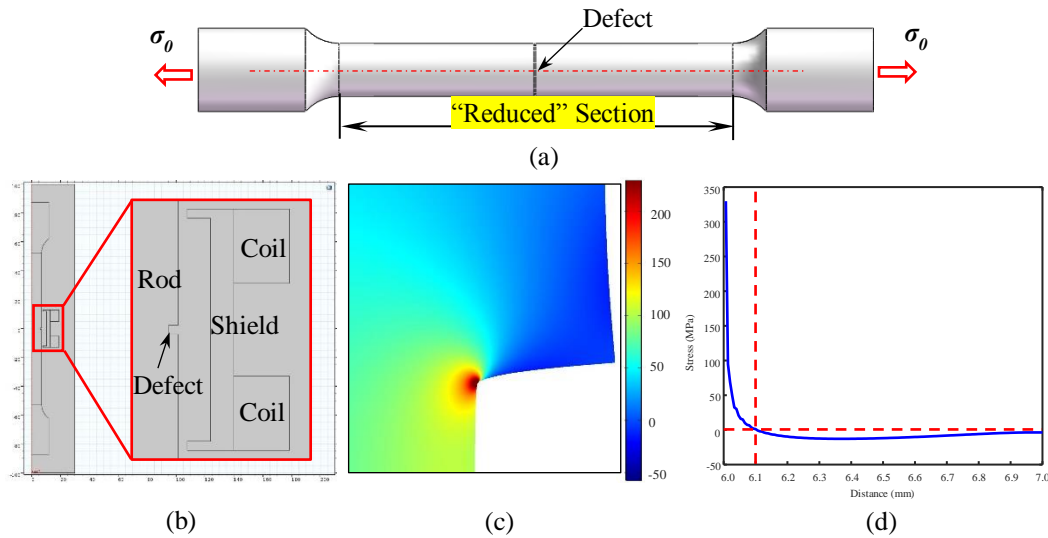 Defect
σ0
σ0
“Reduced” Section
(a)
Coil
Rod
Shield
Defect
Coil
(b)
200
150
100
50
0
-50
(c)
350
300
250
200
150
100
50
0
-50
Stress (MPa)
6.0 6.1 6.2 6.3 6.4 6.5 6.6 6.7 6.8 6.9 7.0
Distance (mm)
(d)